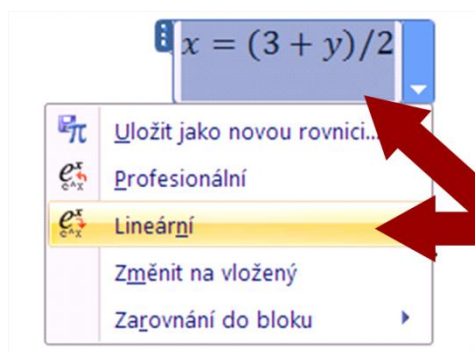 x = (3 + y)/2
Uložit jako novou rovnici...
Profesionální
Lineární
Změnit na vložený
Zarovnání do bloku